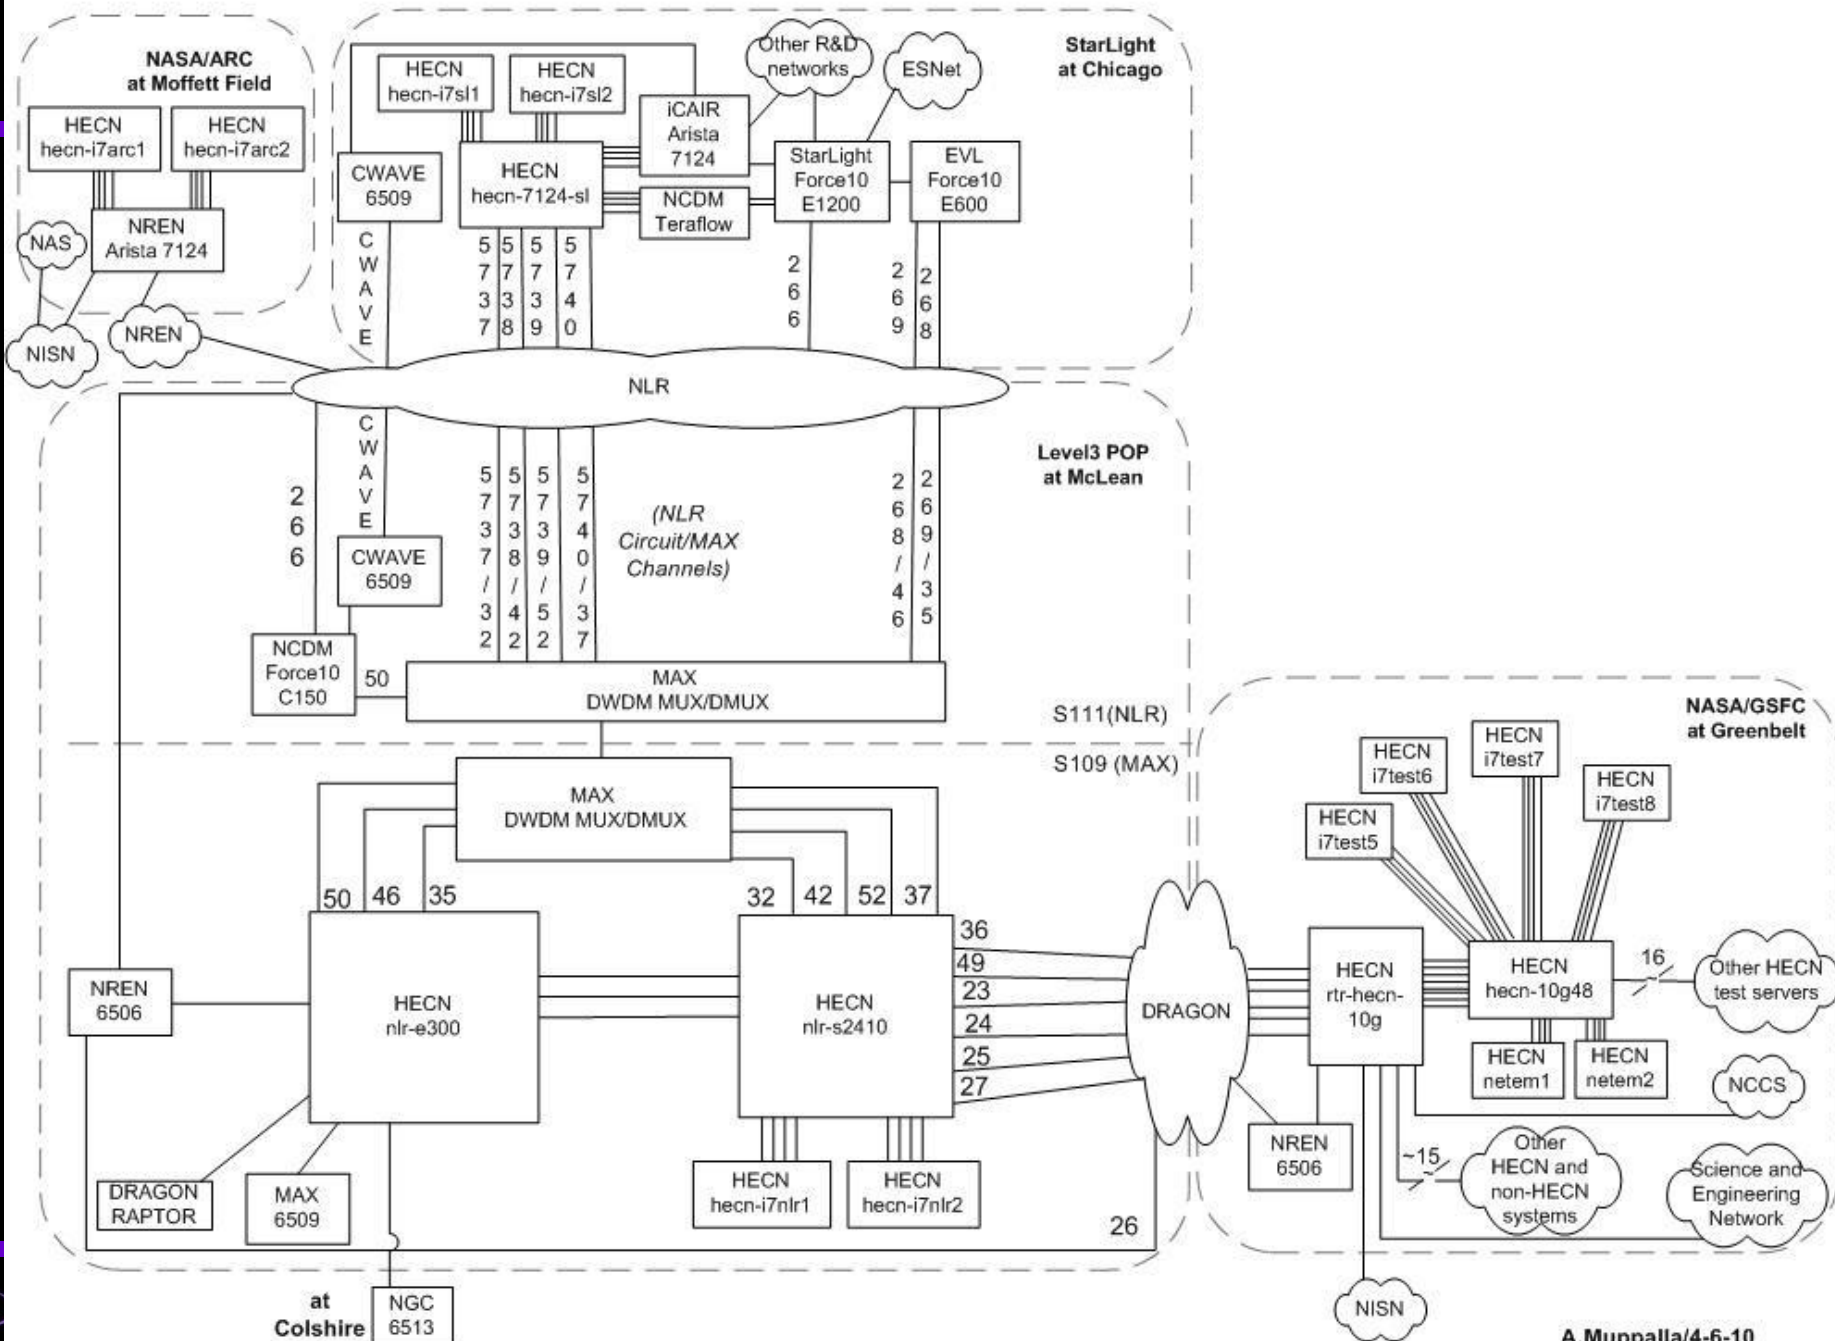 NASA/ARC
at Moffett Field
HECN
hecn-i7arc1
HECN
hecn-i7arc2
NREN
Arista 7124
NAS
NISN
NREN
StarLight
at Chicago
HECN
hecn-i7sl1
HECN
hecn-i7sl2
Other R&D
networks
ESNet
CWAVE
6509
HECN
hecn-7124-sl
iCAIR
Arista
7124
NCDM
Teraflow
StarLight
Force10
E1200
EVL
Force10
E600
CWAVE
5737
5738
5739
5740
266
269
268
NLR
Level3 POP
at McLean
266
CWAVE
CWAVE
6509
5737/32
5738/42
5739/52
5740/37
(NLR
Circuit/MAX
Channels)
268/46
269/35
NCDM
Force10
C150
50
MAX
DWDM MUX/DMUX
S111(NLR)
S109 (MAX)
MAX
DWDM MUX/DMUX
50
46
35
32
42
52
37
NREN
6506
HECN
nlr-e300
HECN
nlr-s2410
36
49
23
24
25
27
DRAGON
DRAGON
RAPTOR
MAX
6509
HECN
hecn-i7nlr1
HECN
hecn-i7nlr2
26
at
Colshire
NGC
6513
NASA/GSFC
at Greenbelt
HECN
i7test5
HECN
i7test6
HECN
i7test7
HECN
i7test8
HECN
rtr-hecn-
10g
HECN
hecn-10g48
16
~
Other HECN
test servers
HECN
netem1
HECN
netem2
NCCS
NREN
6506
~15
~
Other
HECN and
non-HECN
systems
Science and
Engineering
Network
NISN
A.Muppalla/4-6-10